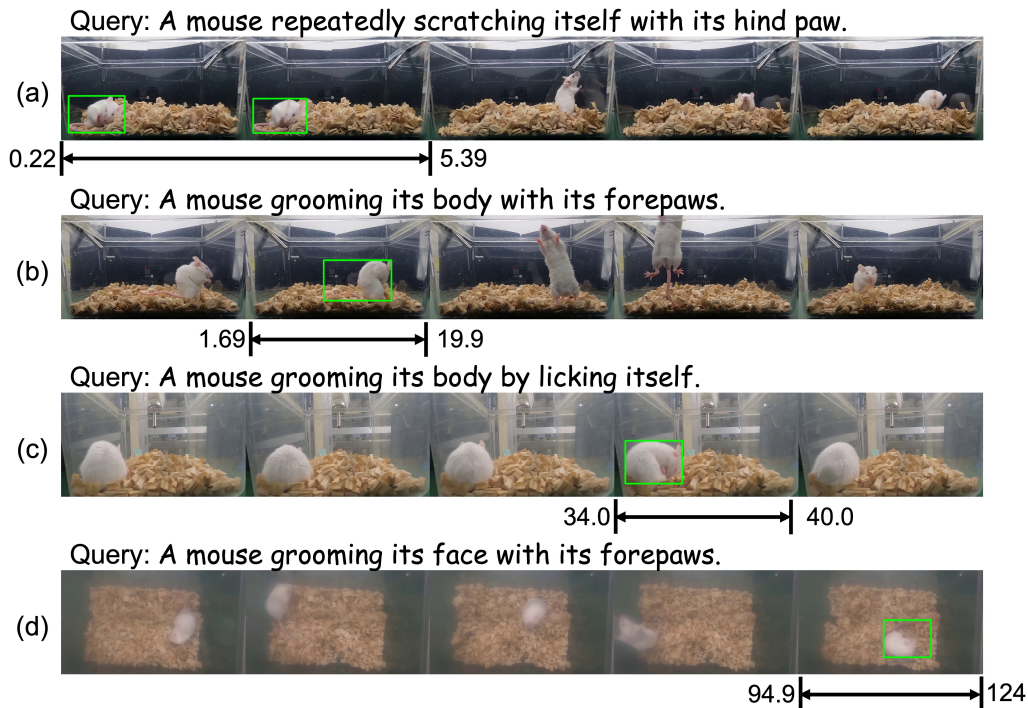 Query: A mouse repeatedly scratching itself with its hind paw.
(a)
0.22 5.39
Query: A mouse grooming its body with its forepaws.
(b)
1.69 19.9
Query: A mouse grooming its body by licking itself.
(c)
34.0 40.0
Query: A mouse grooming its face with its forepaws.
(d)
94.9 124